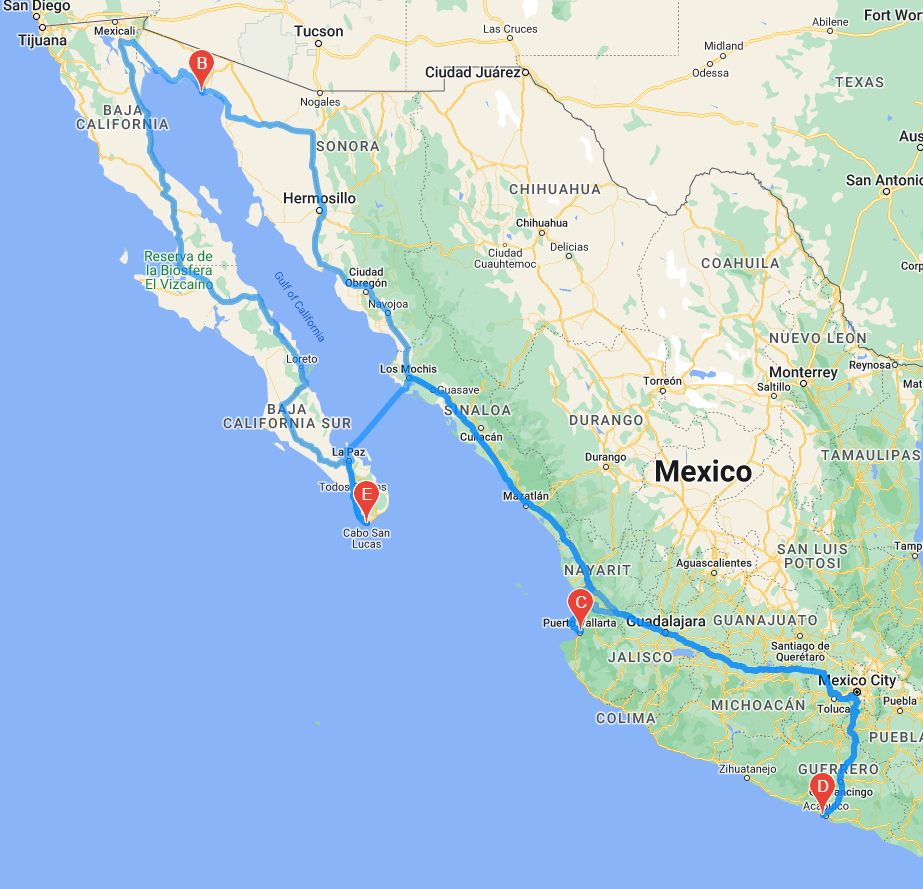 San Diego
Tijuana
Mexicali
Tucson
Las Cruces
Abilene
Fort Wor
Midland
Odessa
Ciudad Juárez
TEXAS
B
Nogales
BAJA
CALIFORNIA
SONORA
Aus
San Antonio
CHIHUAHUA
Hermosillo
Chihuahua
Delicias
Ciudad
Cuauhtemoc
COAHUILA
Corp
Reserva de
la Biosfera
El Vizcaíno
Gulf of California
Ciudad
Obregón
Navojoa
NUEVO LEON
Loreto
Los Mochis
Guasave
Torreón
Monterrey
Saltillo
Reynosa
Mat
BAJA
CALIFORNIA SUR
SINALOA
Culiacán
DURANGO
Durango
Mexico
TAMAULIPAS
La Paz
Todos
E
Cabo San
Lucas
Mazatlán
SAN LUIS
POTOSI
Tamp
NAYARIT
Aguascalientes
C
Puerto Vallarta
Guadalajara
GUANAJUATO
Santiago de
Querétaro
JALISCO
Mexico City
MICHOACÁN
Toluca
Puebla
COLIMA
PUEBLA
Zihuatanejo
GUERRERO
D
Acapulco